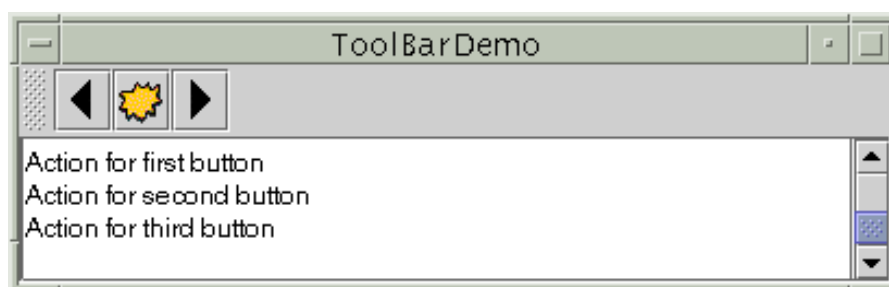 ToolBarDemo
Action for first button
Action for second button
Action for third button